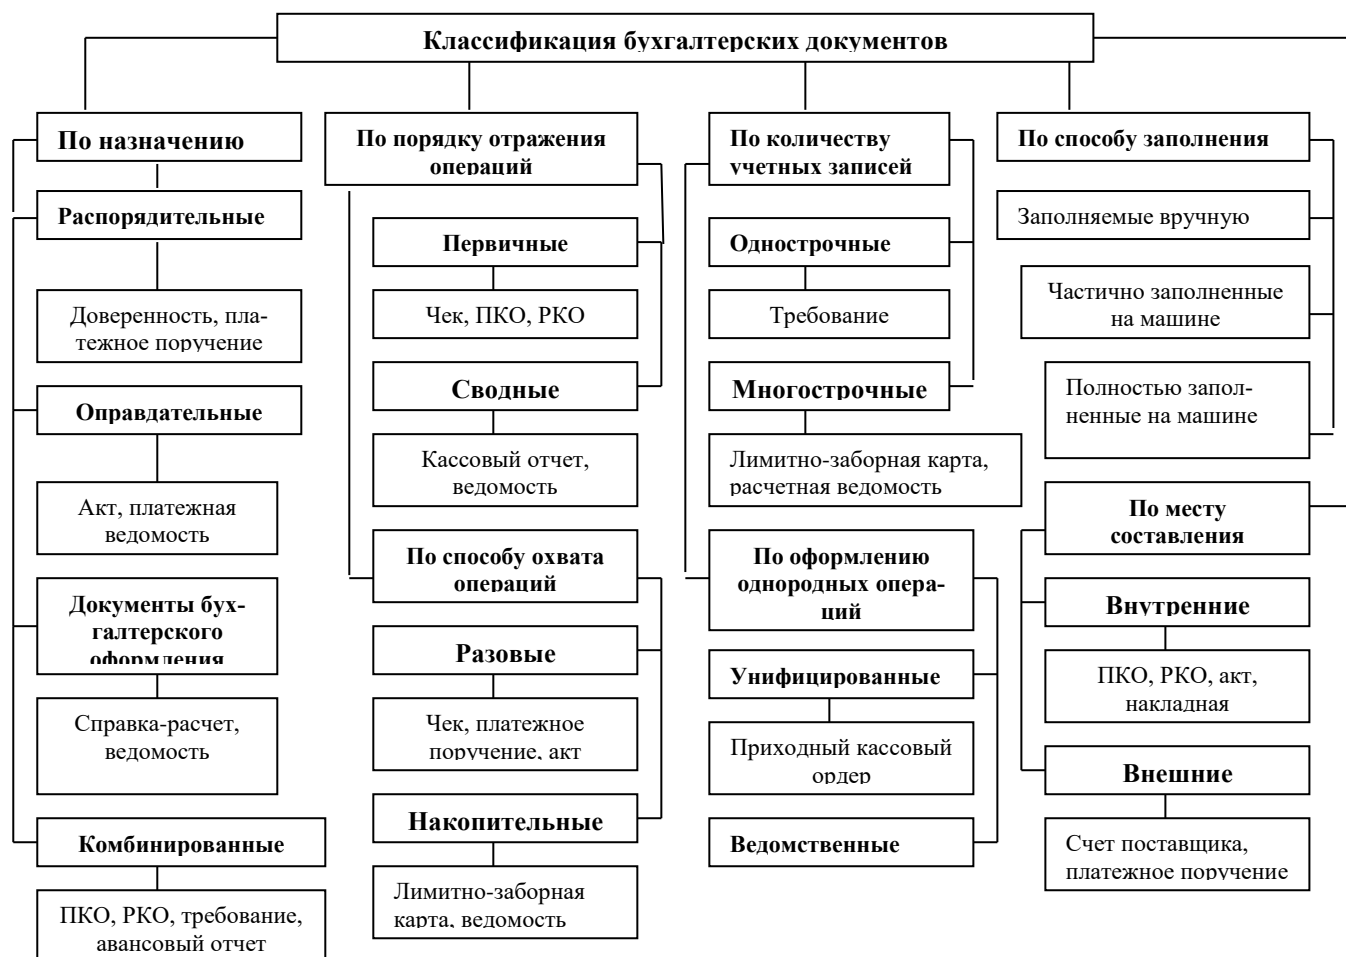 Классификация бухгалтерских документов
По назначению
Распорядительные
Доверенность, пла-
тежное поручение
Оправдательные
Акт, платежная
ведомость
Документы бух-
галтерского
оформления
Справка-расчет,
ведомость
Комбинированные
ПКО, РКО, требование,
авансовый отчет
По порядку отражения
операций
Первичные
Чек, ПКО, РКО
Сводные
Кассовый отчет,
ведомость
По способу охвата
операций
Разовые
Чек, платежное
поручение, акт
Накопительные
Лимитно-заборная
карта, ведомость
По количеству
учетных записей
Однострочные
Требование
Многострочные
Лимитно-заборная карта,
расчетная ведомость
По оформлению
однородных опера-
ций
Унифицированные
Приходный кассовый
ордер
Ведомственные
По способу заполнения
Заполняемые вручную
Частично заполненные
на машине
Полностью запол-
ненные на машине
По месту
составления
Внутренние
ПКО, РКО, акт,
накладная
Внешние
Счет поставщика,
платежное поручение